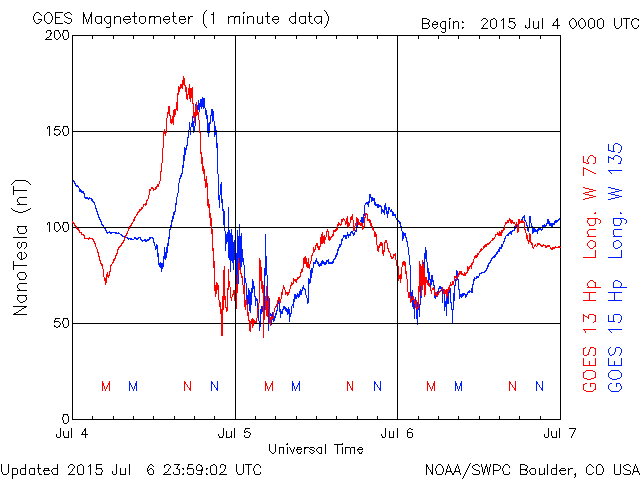 GOES Magnetometer (1 minute data)
Begin: 2015 Jul 4 0000 UTC
200
150
100
50
0
NanoTesla (nT)
M M N N M M N N M M N N
Jul 4 Jul 5 Jul 6 Jul 7
Universal Time
GOES 13 Hp Long. W 75
GOES 15 Hp Long. W 135
Updated 2015 Jul 6 23:59:02 UTC
NOAA/SWPC Boulder, CO USA